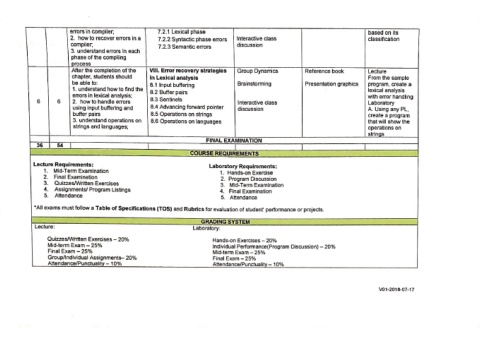 errors in compiler;
2. how to recover errors in a
compiler;
3. understand errors in each
phase of the compiling
process
7.2.1 Lexical phase
7.2.2 Syntactic phase errors
7.2.3 Semantic errors
Interactive class
discussion
based on its
classification
6
6
After the completion of the
chapter, students should
be able to:
1. understand how to find the
errors in lexical analysis;
2. how to handle errors
using input buffering and
buffer pairs
3. understand operations on
strings and languages;
VIII. Error recovery strategies
in Lexical analysis
8.1 Input buffering
8.2 Buffer pairs
8.3 Sentinels
8.4 Advancing forward pointer
8.5 Operations on strings
8.6 Operations on languages
Group Dynamics
Brainstorming
Interactive class
discussion
Reference book
Presentation graphics
Lecture
From the sample
program, create a
lexical analysis
with error handling
Laboratory
A. Using any PL,
create a program
that will show the
operations on
strings
FINAL EXAMINATION
36 54
COURSE REQUIREMENTS
Lecture Requirements:
1. Mid-Term Examination
2. Final Examination
3. Quizzes/Written Exercises
4. Assignments/ Program Listings
5. Attendance
Laboratory Requirements:
1. Hands-on Exercise
2. Program Discussion
3. Mid-Term Examination
4. Final Examination
5. Attendance
*All exams must follow a Table of Specifications (TOS) and Rubrics for evaluation of student' performance or projects.
GRADING SYSTEM
Lecture:
Laboratory:
Quizzes/Written Exercises – 20%
Mid-term Exam – 25%
Final Exam – 25%
Group/Individual Assignments– 20%
Attendance/Punctuality – 10%
Hands-on Exercises – 20%
Individual Performance(Program Discussion) – 20%
Mid-term Exam – 25%
Final Exam – 25%
Attendance/Punctuality – 10%
V01-2018-07-17